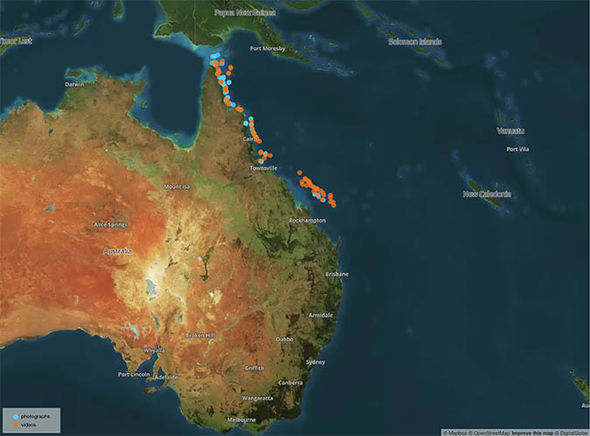 Papua New Guinea
Solomon Islands
Port Moresby
Darwin
Vanuatu
Port Vila
Townsville
Mount Isa
New Caledonia
Rockhampton
Alice Springs
Australia
Brisbane
Armidale
Broken Hill
Dubbo
Whyalla
Sydney
Griffith
Port Lincoln
Adelaide
Canberra
Wangaratta
Melbourne
photographs
videos
© Mapbox © OpenStreetMap Improve this map © DigitalGlobe